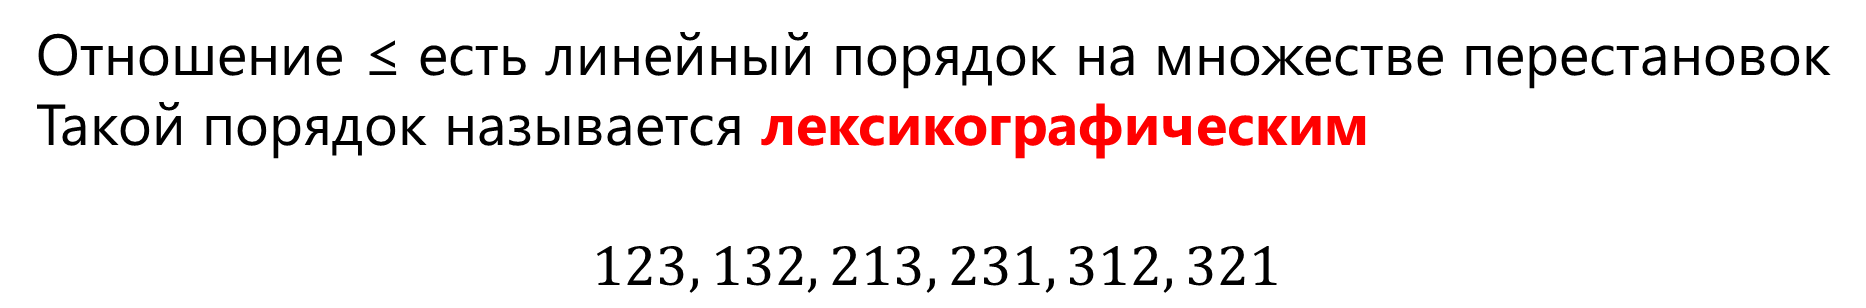 Отношение ≤ есть линейный порядок на множестве перестановок
Такой порядок называется лексикографическим
123, 132, 213, 231, 312, 321